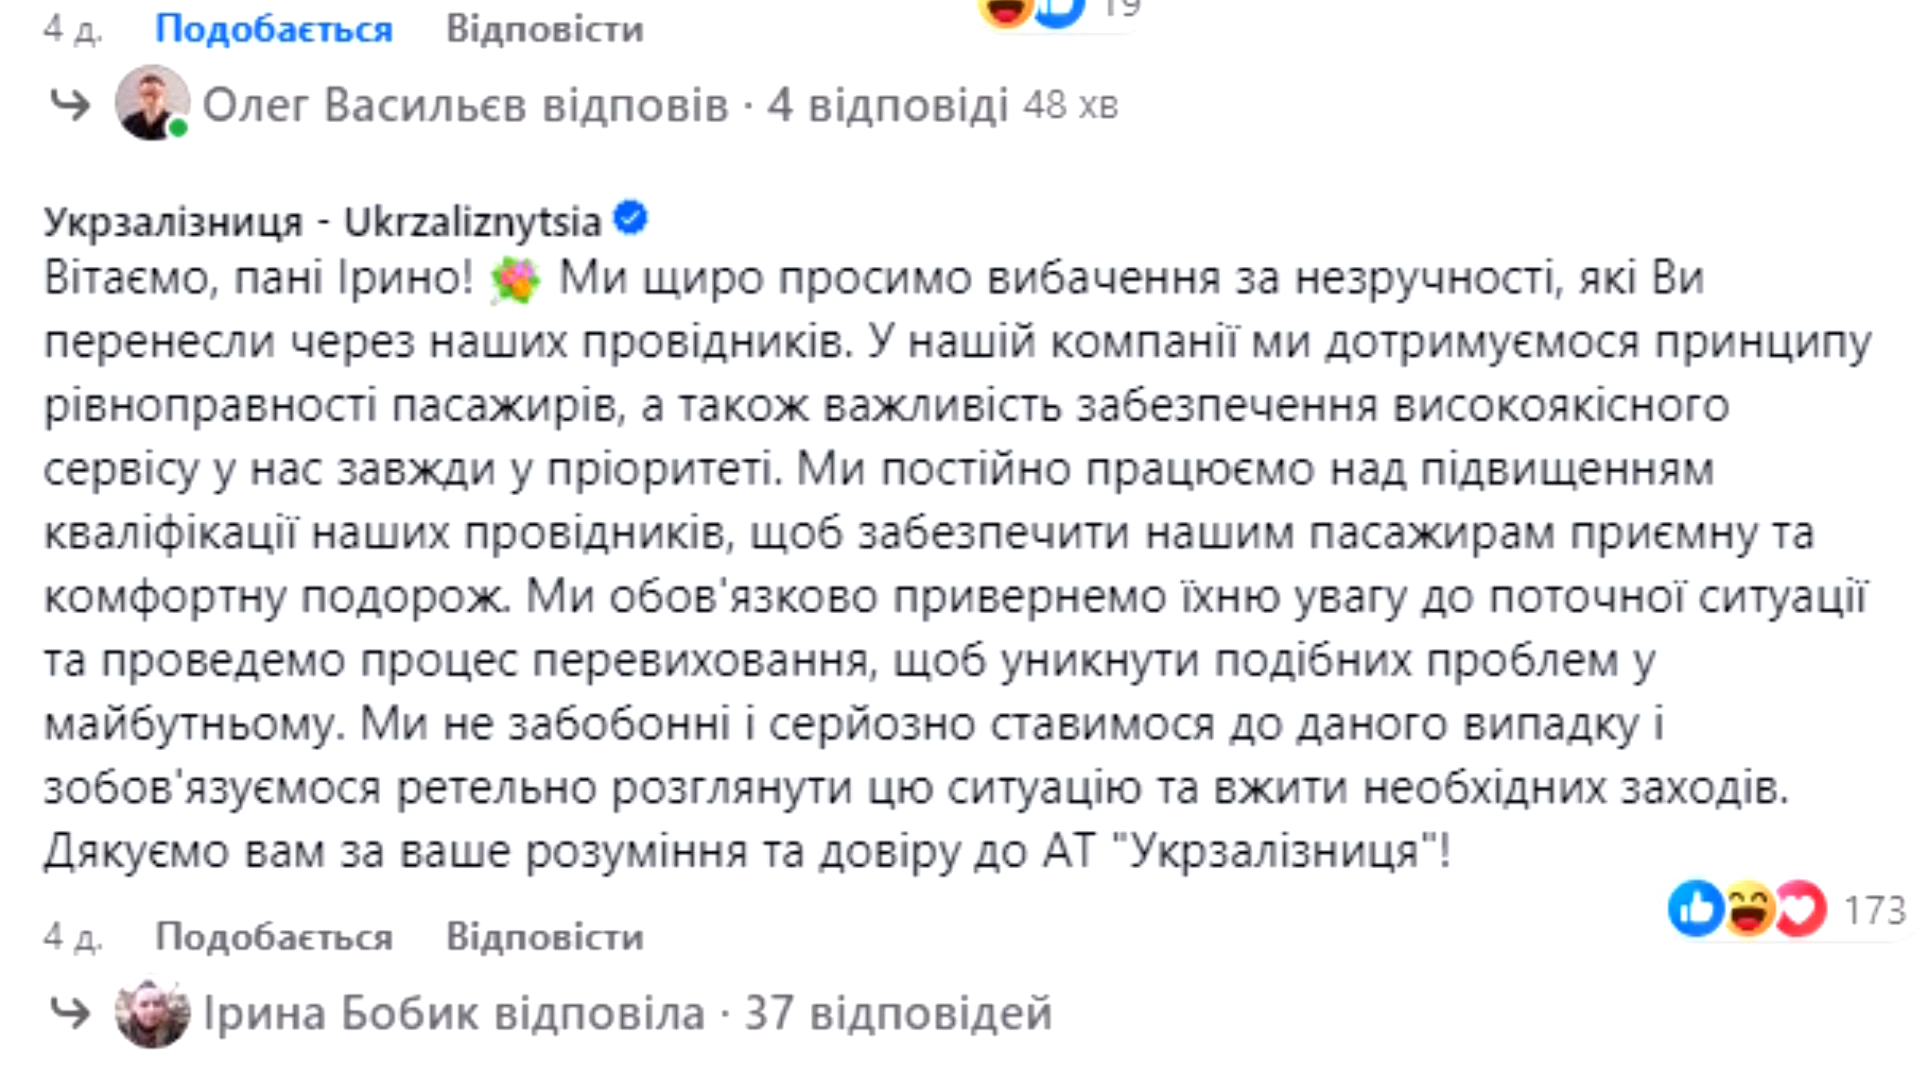 19
4 д. Подобається Відповісти
Олег Васильєв відповів · 4 відповіді 48 хв
Укрзалізниця - Ukrzaliznytsia
Вітаємо, пані Ірино! 💐 Ми щиро просимо вибачення за незручності, які Ви
перенесли через наших провідників. У нашій компанії ми дотримуємося принципу
рівноправності пасажирів, а також важливість забезпечення високоякісного
сервісу у нас завжди у пріоритеті. Ми постійно працюємо над підвищенням
кваліфікації наших провідників, щоб забезпечити нашим пасажирам приємну та
комфортну подорож. Ми обов'язково привернемо їхню увагу до поточної ситуації
та проведемо процес перевиховання, щоб уникнути подібних проблем у
майбутньому. Ми не забобонні і серйозно ставимося до даного випадку і
зобов'язуємося ретельно розглянути цю ситуацію та вжити необхідних заходів.
Дякуємо вам за ваше розуміння та довіру до АТ "Укрзалізниця"!
173
4 д. Подобається Відповісти
Ірина Бобик відповіла · 37 відповідей